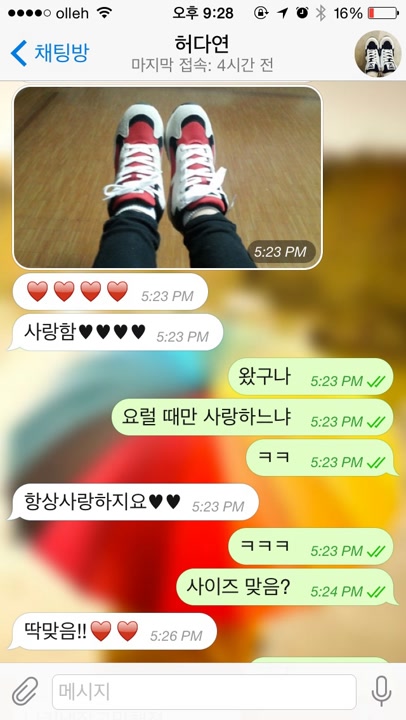 olleh 오후 9:28 16%
채팅방 허다연
마지막 접속: 4시간 전
5:23 PM
❤️❤️❤️❤️ 5:23 PM
사랑함♥♥♥♥ 5:23 PM
왔구나 5:23 PM
요럴 때만 사랑하느냐 5:23 PM
ㅋㅋ 5:23 PM
항상사랑하지요♥♥ 5:23 PM
ㅋㅋㅋ 5:23 PM
사이즈 맞음? 5:24 PM
딱맞음!!❤️❤️ 5:26 PM
메시지